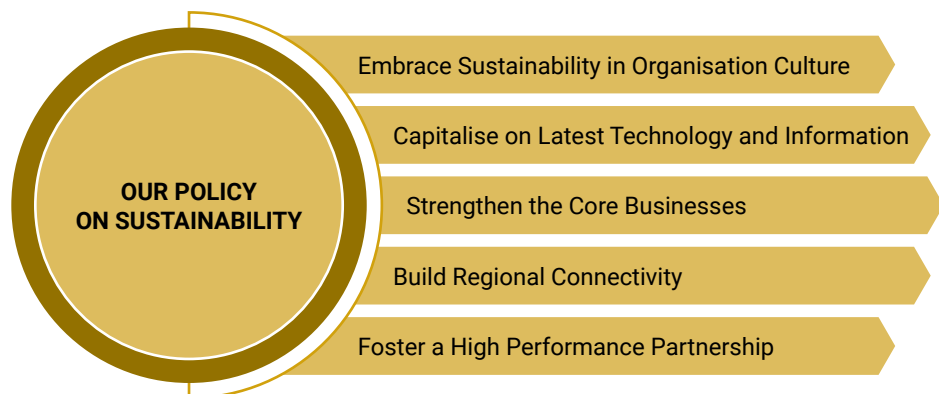 OUR POLICY
ON SUSTAINABILITY
Embrace Sustainability in Organisation Culture
Capitalise on Latest Technology and Information
Strengthen the Core Businesses
Build Regional Connectivity
Foster a High Performance Partnership